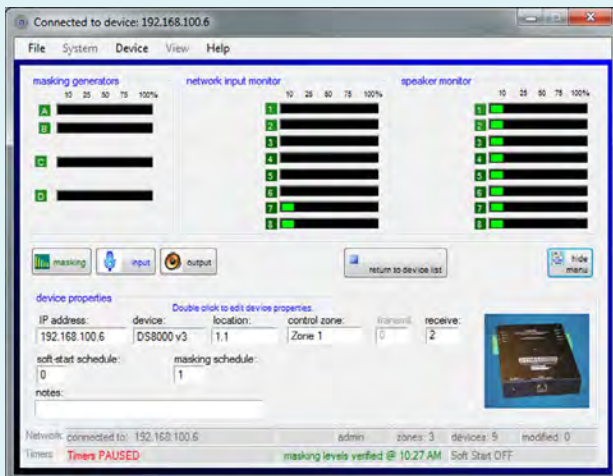 Connected to device: 192.168.100.6
File System Device View Help
masking generators network input monitor speaker monitor
10 25 50 75 100% 10 25 50 75 100% 10 25 50 75 100%
A 1 1
B 2 2
3 3
C 4 4
5 5
D 6 6
7 7
8 8
masking input output return to device list hide menu
device properties
Double click to edit device properties.
IP address: device: location: control zone: transmit: receive:
192.168.100.6 DS8000 v3 1.1 Zone 1 0 2
soft-start schedule: masking schedule:
0 1
notes:
Network: connected to: 192.168.100.6 admin zones: 3 devices: 9 modified: 0
Timers Timers PAUSED masking levels verified @ 10:27 AM Soft Start OFF